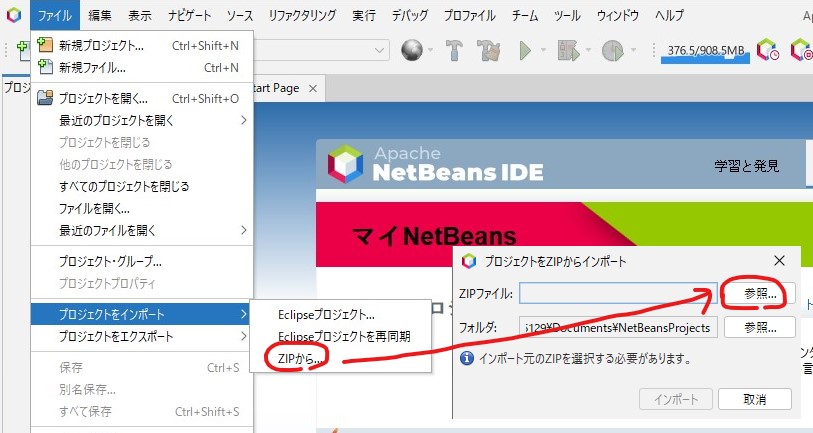 ファイル 編集 表示 ナビゲート ソース リファクタリング 実行 デバッグ プロファイル チーム ツール ウィンドウ ヘルプ
376.5/908.5MB
新規プロジェクト... Ctrl+Shift+N
新規ファイル... Ctrl+N
プロジェクトを開く... Ctrl+Shift+O
最近のプロジェクトを開く
プロジェクトを閉じる
他のプロジェクトを閉じる
すべてのプロジェクトを閉じる
ファイルを開く...
最近のファイルを開く
プロジェクト・グループ...
プロジェクトプロパティ
プロジェクトをインポート
プロジェクトをエクスポート
保存 Ctrl+S
別名保存...
すべて保存 Ctrl+Shift+S
Eclipseプロジェクト...
Eclipseプロジェクトを再同期
ZIPから...
art Page
Apache
NetBeans IDE
学習と発見
マイNetBeans
プロジェクトをZIPからインポート
ZIPファイル: 参照...
フォルダ: i129¥Documents¥NetBeansProjects 参照...
インポート元のZIPを選択する必要があります。
インポート 取消